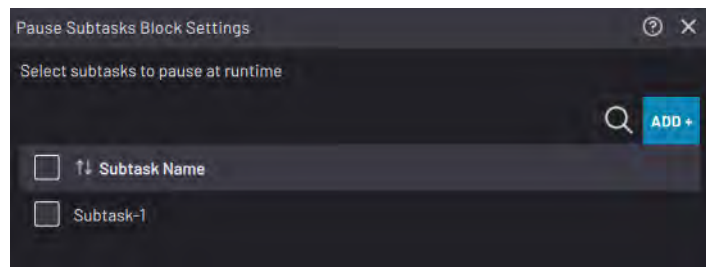 Pause Subtasks Block Settings
Select subtasks to pause at runtime
ADD +
Subtask Name
Subtask-1